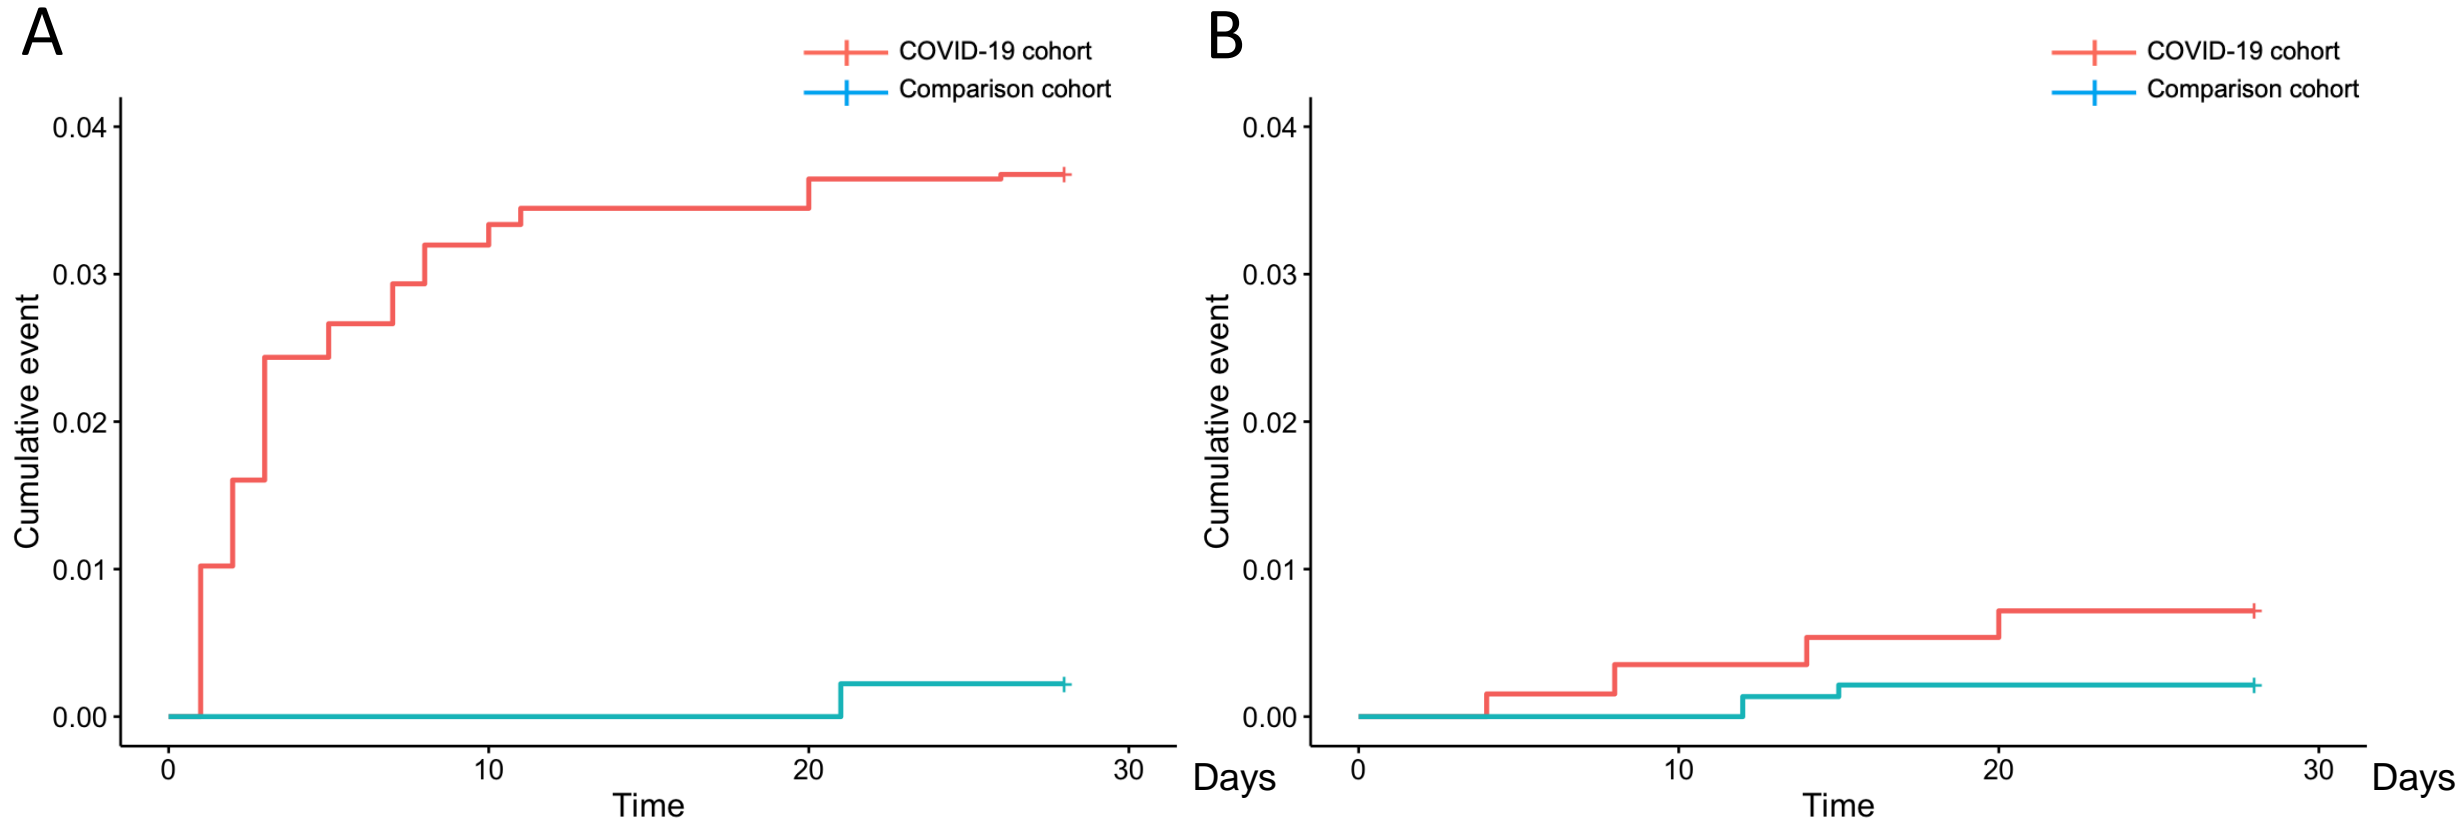 A
COVID-19 cohort
Comparison cohort
Cumulative event
0.04
0.03
0.02
0.01
0.00
0 10 20 30
Days
Time
B
COVID-19 cohort
Comparison cohort
Cumulative event
0.04
0.03
0.02
0.01
0.00
0 10 20 30
Days
Time